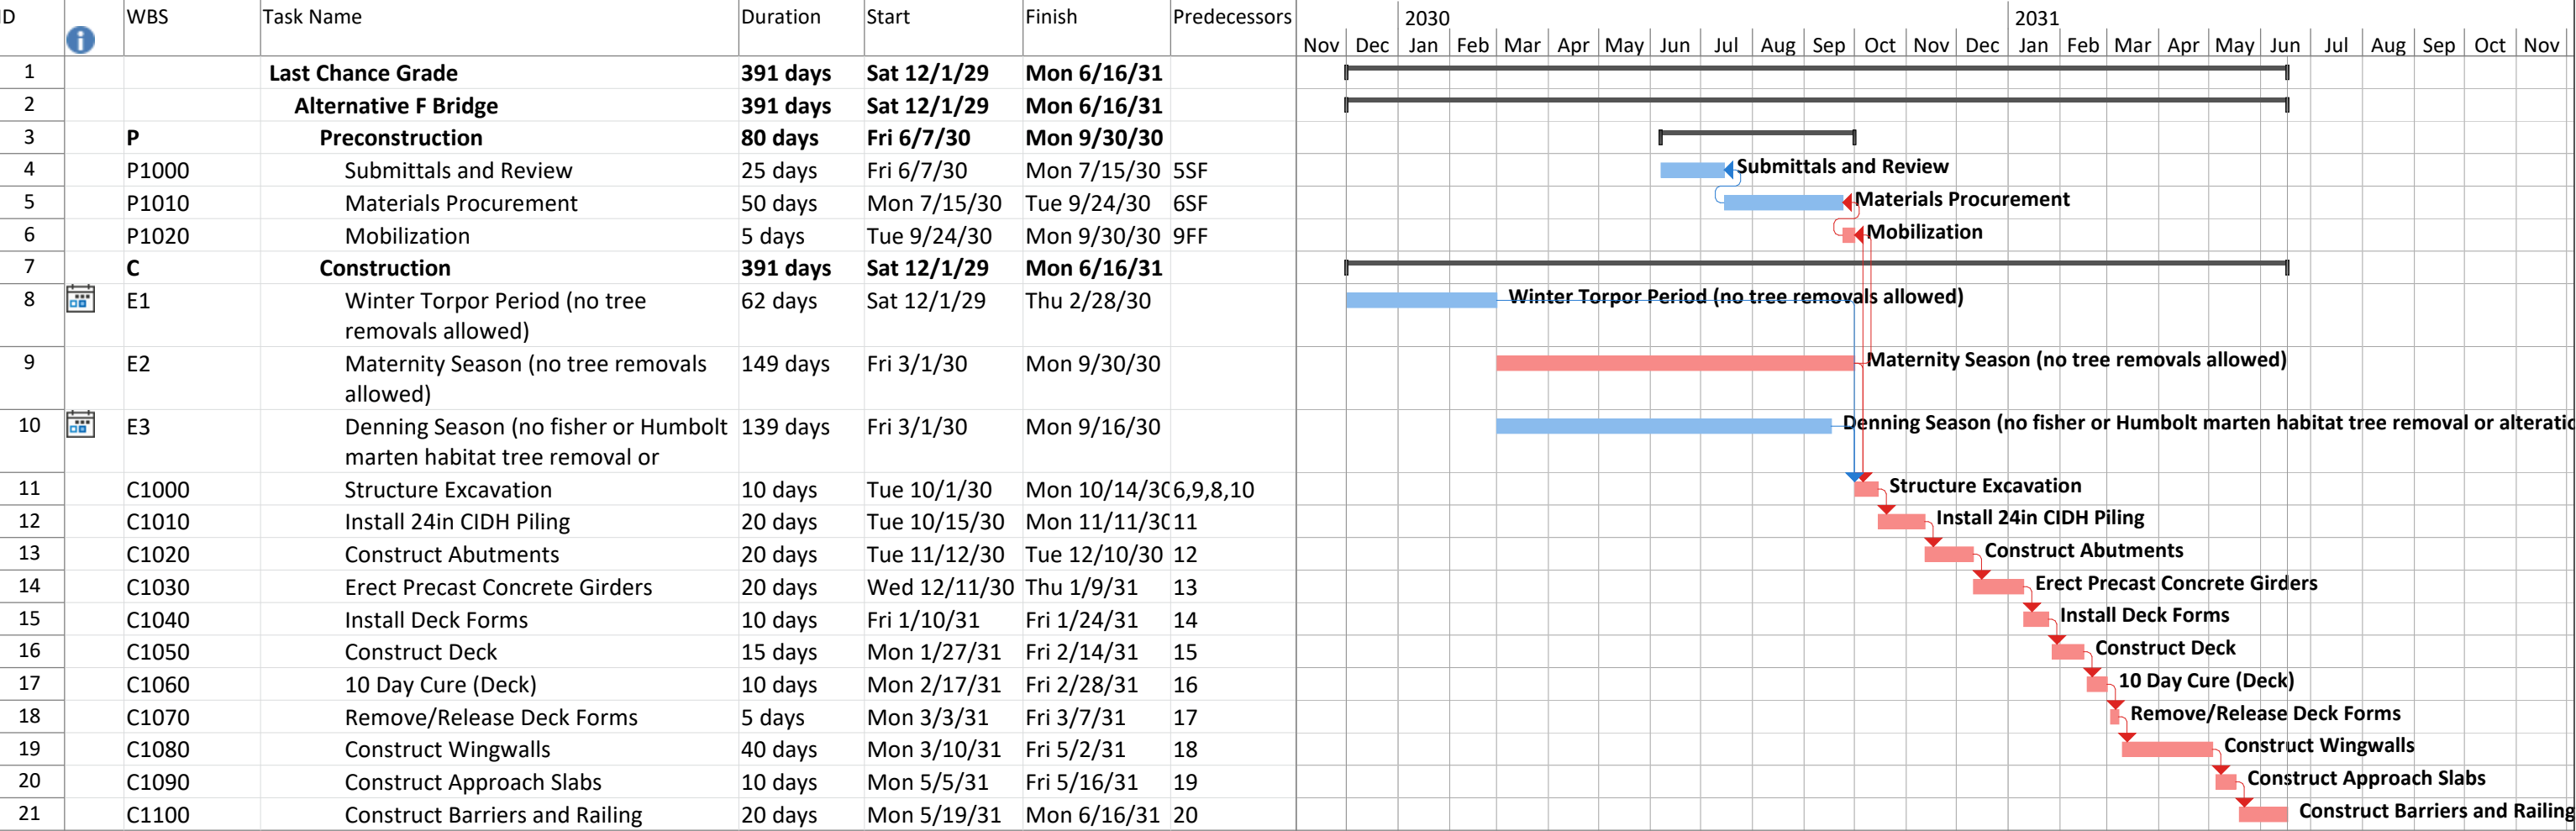 ID WBS Task Name Duration Start Finish Predecessors
2030 2031
Nov Dec Jan Feb Mar Apr May Jun Jul Aug Sep Oct Nov Dec Jan Feb Mar Apr May Jun Jul Aug Sep Oct Nov
1 Last Chance Grade 391 days Sat 12/1/29 Mon 6/16/31
2 Alternative F Bridge 391 days Sat 12/1/29 Mon 6/16/31
3 P Preconstruction 80 days Fri 6/7/30 Mon 9/30/30
4 P1000 Submittals and Review 25 days Fri 6/7/30 Mon 7/15/30 5SF Submittals and Review
5 P1010 Materials Procurement 50 days Mon 7/15/30 Tue 9/24/30 6SF Materials Procurement
6 P1020 Mobilization 5 days Tue 9/24/30 Mon 9/30/30 9FF Mobilization
7 C Construction 391 days Sat 12/1/29 Mon 6/16/31
8 E1 Winter Torpor Period (no tree 62 days Sat 12/1/29 Thu 2/28/30 Winter Torpor Period (no tree removals allowed)
removals allowed)
9 E2 Maternity Season (no tree removals 149 days Fri 3/1/30 Mon 9/30/30 Maternity Season (no tree removals allowed)
allowed)
10 E3 Denning Season (no fisher or Humbolt 139 days Fri 3/1/30 Mon 9/16/30 Denning Season (no fisher or Humbolt marten habitat tree removal or alteratio
marten habitat tree removal or
11 C1000 Structure Excavation 10 days Tue 10/1/30 Mon 10/14/30 6,9,8,10 Structure Excavation
12 C1010 Install 24in CIDH Piling 20 days Tue 10/15/30 Mon 11/11/30 11 Install 24in CIDH Piling
13 C1020 Construct Abutments 20 days Tue 11/12/30 Tue 12/10/30 12 Construct Abutments
14 C1030 Erect Precast Concrete Girders 20 days Wed 12/11/30 Thu 1/9/31 13 Erect Precast Concrete Girders
15 C1040 Install Deck Forms 10 days Fri 1/10/31 Fri 1/24/31 14 Install Deck Forms
16 C1050 Construct Deck 15 days Mon 1/27/31 Fri 2/14/31 15 Construct Deck
17 C1060 10 Day Cure (Deck) 10 days Mon 2/17/31 Fri 2/28/31 16 10 Day Cure (Deck)
18 C1070 Remove/Release Deck Forms 5 days Mon 3/3/31 Fri 3/7/31 17 Remove/Release Deck Forms
19 C1080 Construct Wingwalls 40 days Mon 3/10/31 Fri 5/2/31 18 Construct Wingwalls
20 C1090 Construct Approach Slabs 10 days Mon 5/5/31 Fri 5/16/31 19 Construct Approach Slabs
21 C1100 Construct Barriers and Railing 20 days Mon 5/19/31 Mon 6/16/31 20 Construct Barriers and Railing